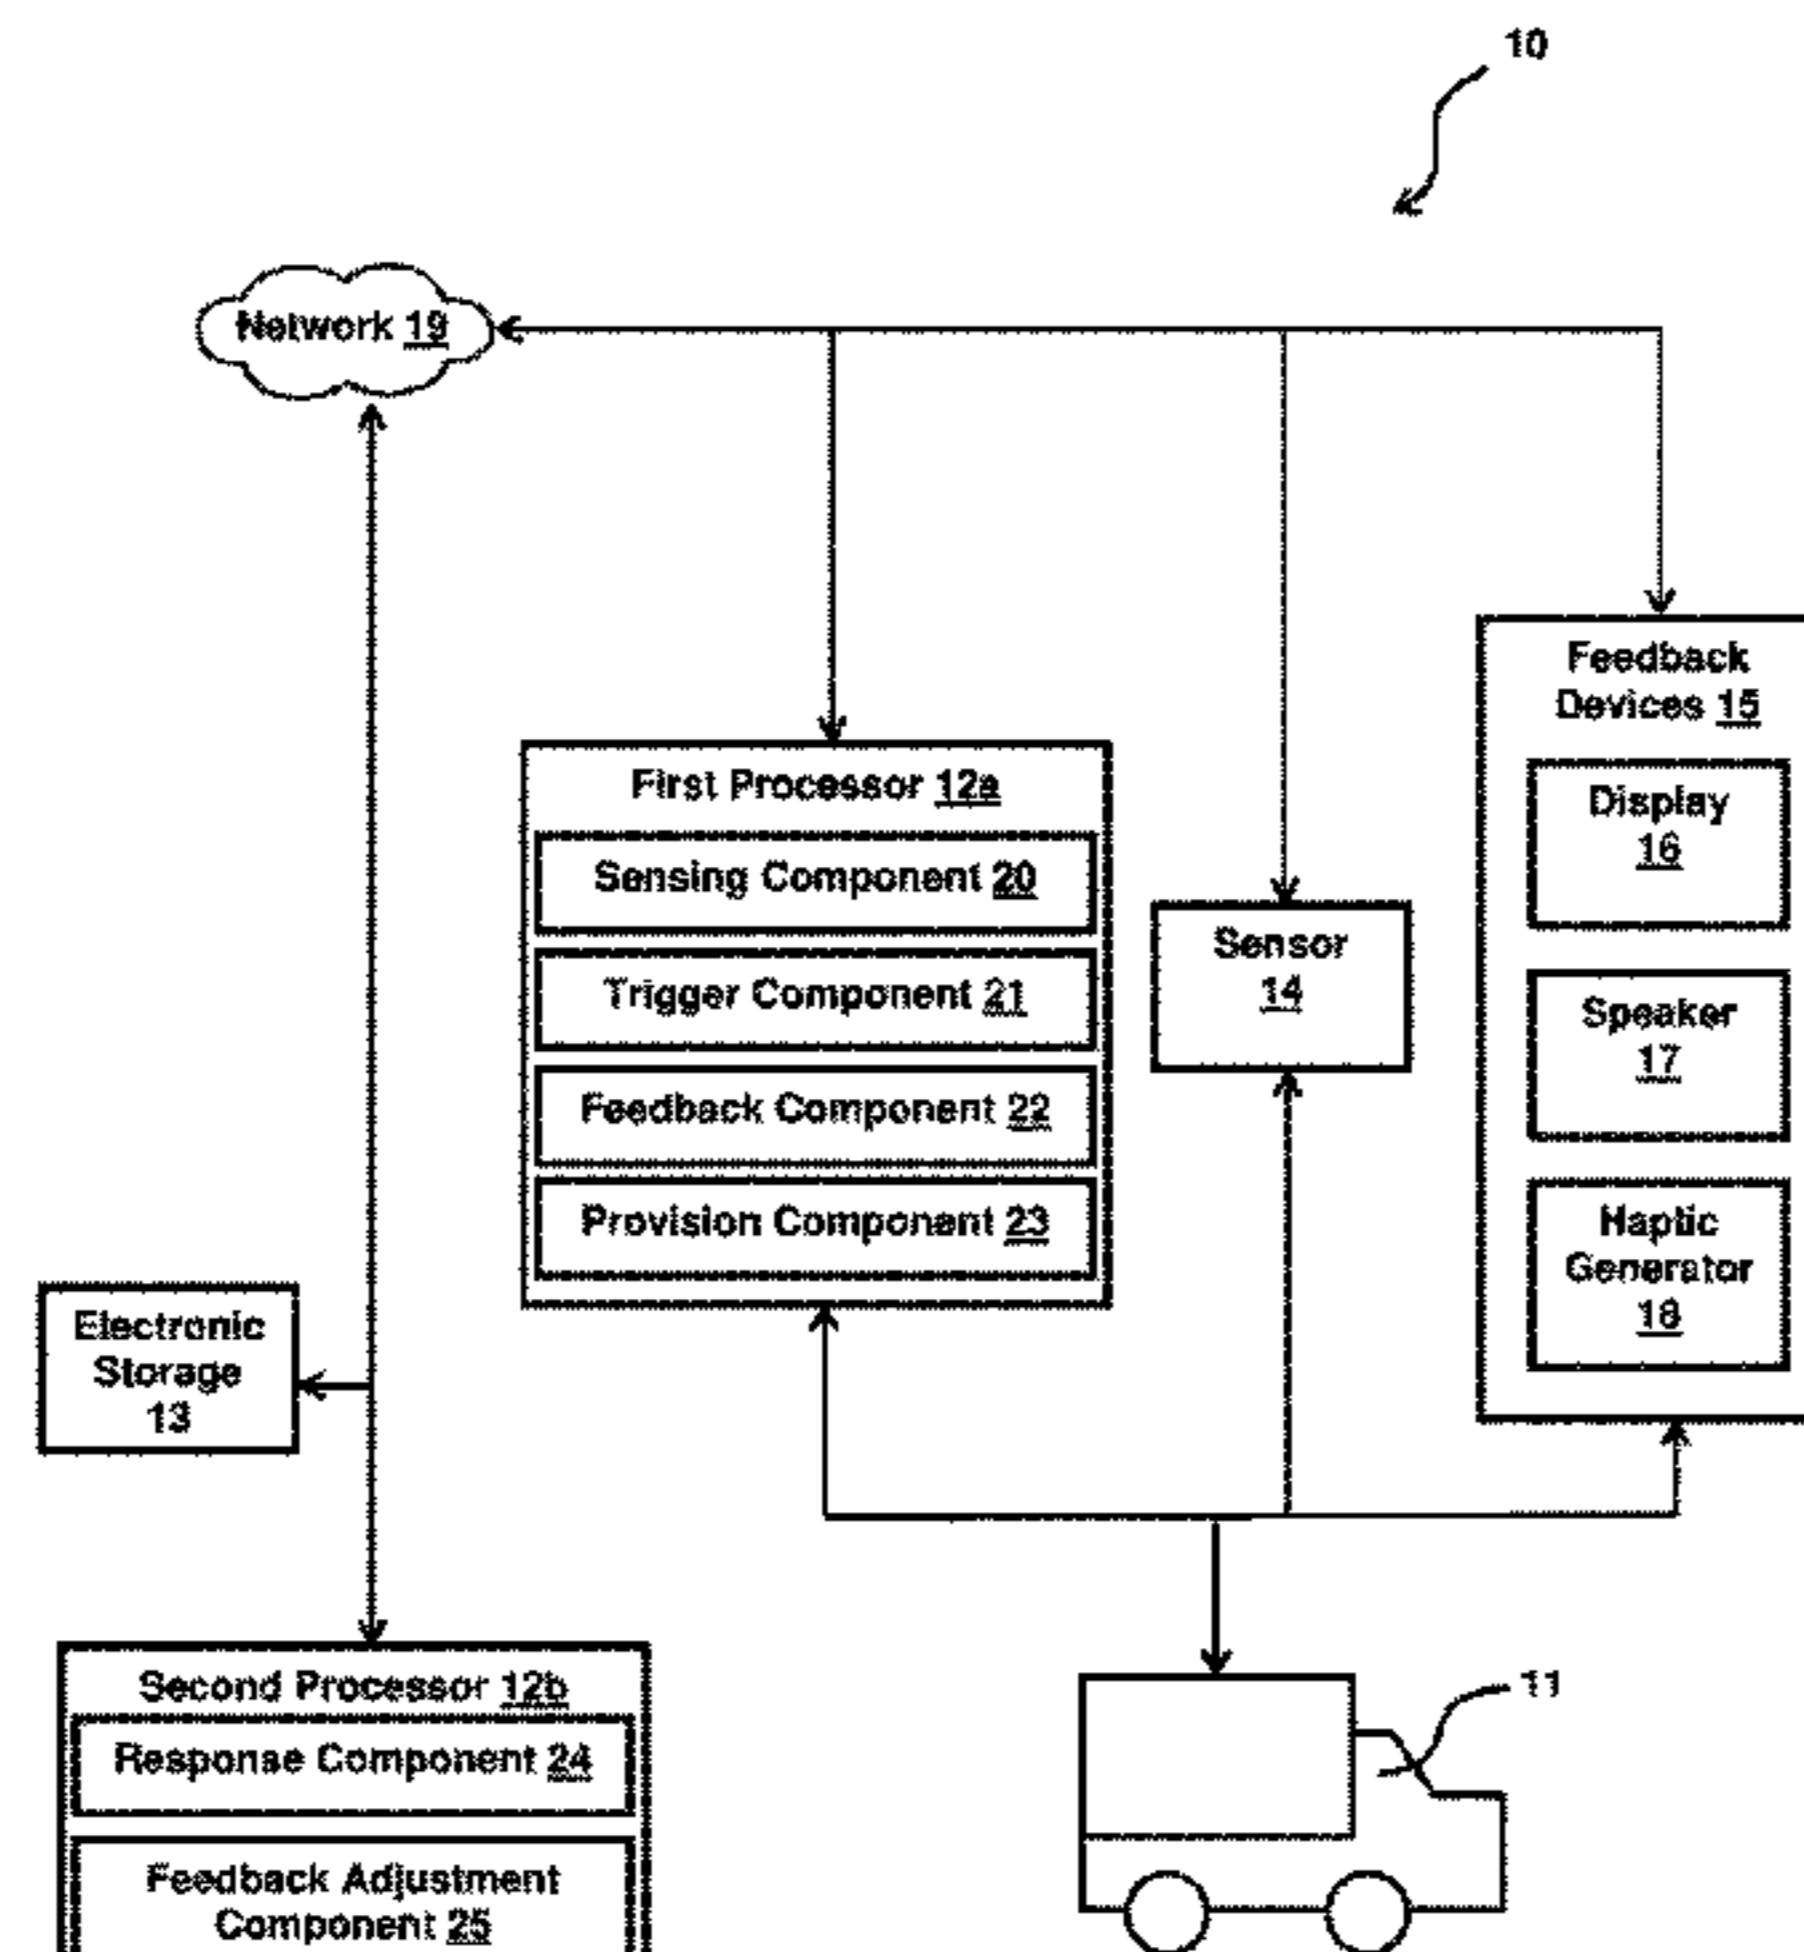 10
Network 19
Feedback
Devices 15
First Processor 12a
Display
16
Sensing Component 20
Sensor
14
Trigger Component 21
Speaker
17
Feedback Component 22
Provision Component 23
Haptic
Generator
18
Electronic
Storage
13
Second Processor 12b
11
Response Component 24
Feedback Adjustment
Component 25